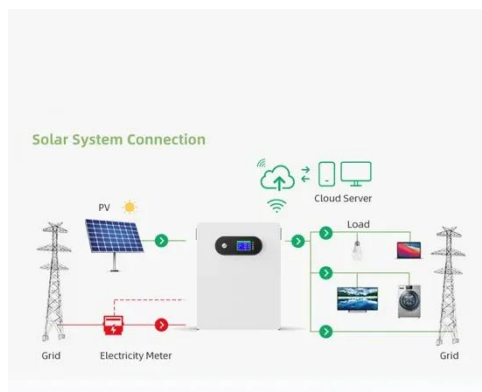 Solar System Connection
Cloud Server
PV
Load
Grid
Electricity Meter
Grid